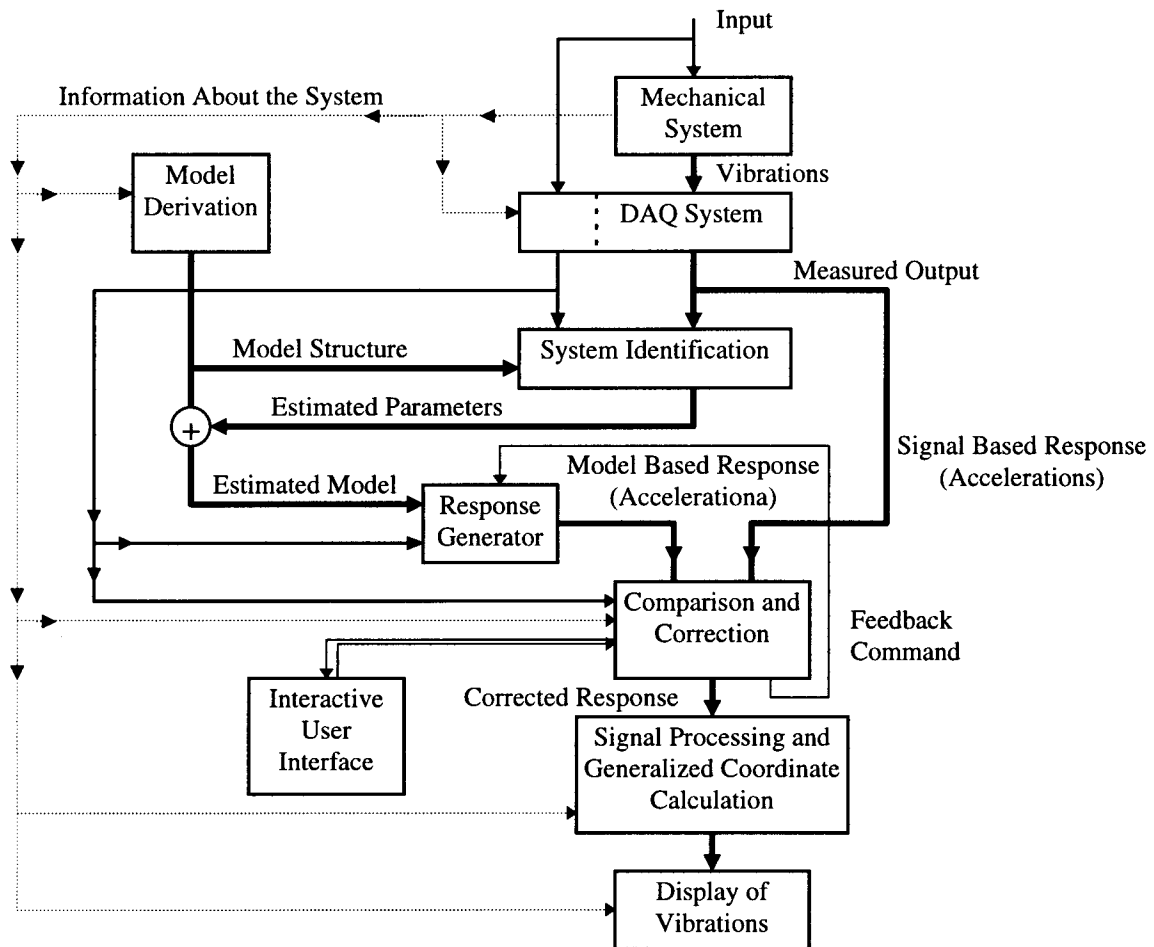 Input
Information About the System
Mechanical
System
Model
Derivation
Vibrations
DAQ System
Measured Output
Model Structure
System Identification
Estimated Parameters
+
Signal Based Response
(Accelerations)
Model Based Response
(Accelerationa)
Estimated Model
Response
Generator
Comparison and
Correction
Feedback
Command
Interactive
User
Interface
Corrected Response
Signal Processing and
Generalized Coordinate
Calculation
Display of
Vibrations